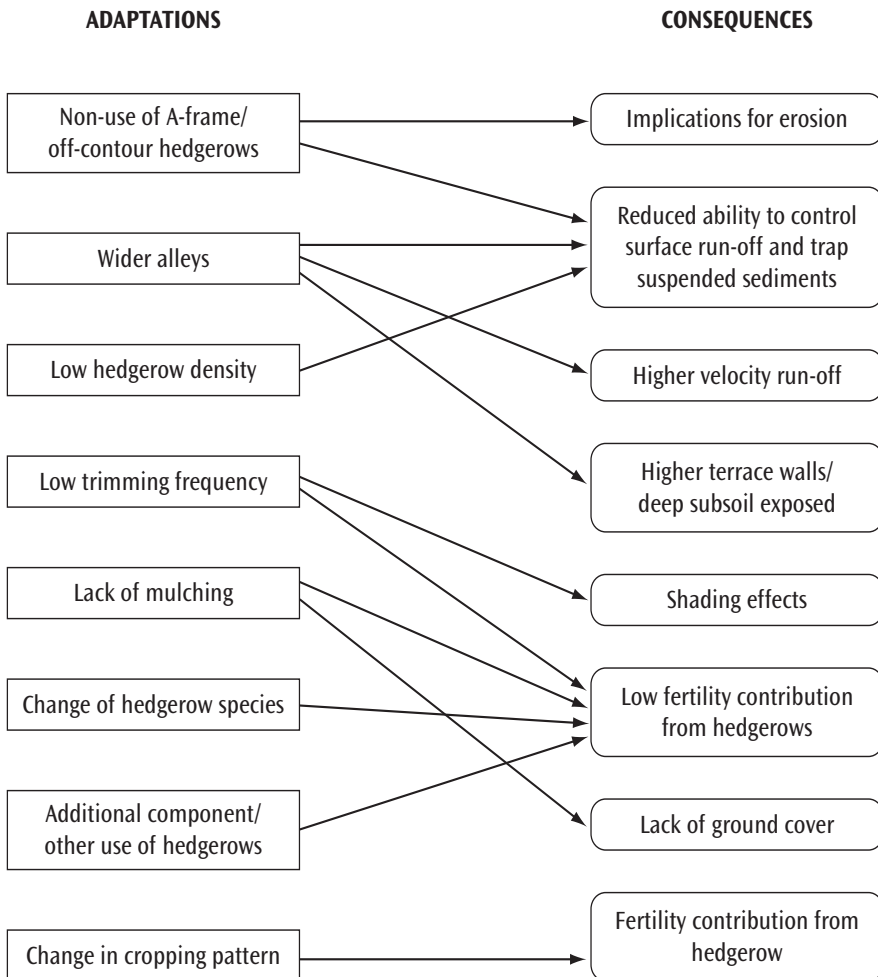 ADAPTATIONS
Non-use of A-frame/
off-contour hedgerows
Wider alleys
Low hedgerow density
Low trimming frequency
Lack of mulching
Change of hedgerow species
Additional component/
other use of hedgerows
Change in cropping pattern
CONSEQUENCES
Implications for erosion
Reduced ability to control
surface run-off and trap
suspended sediments
Higher velocity run-off
Higher terrace walls/
deep subsoil exposed
Shading effects
Low fertility contribution
from hedgerows
Lack of ground cover
Fertility contribution from
hedgerow